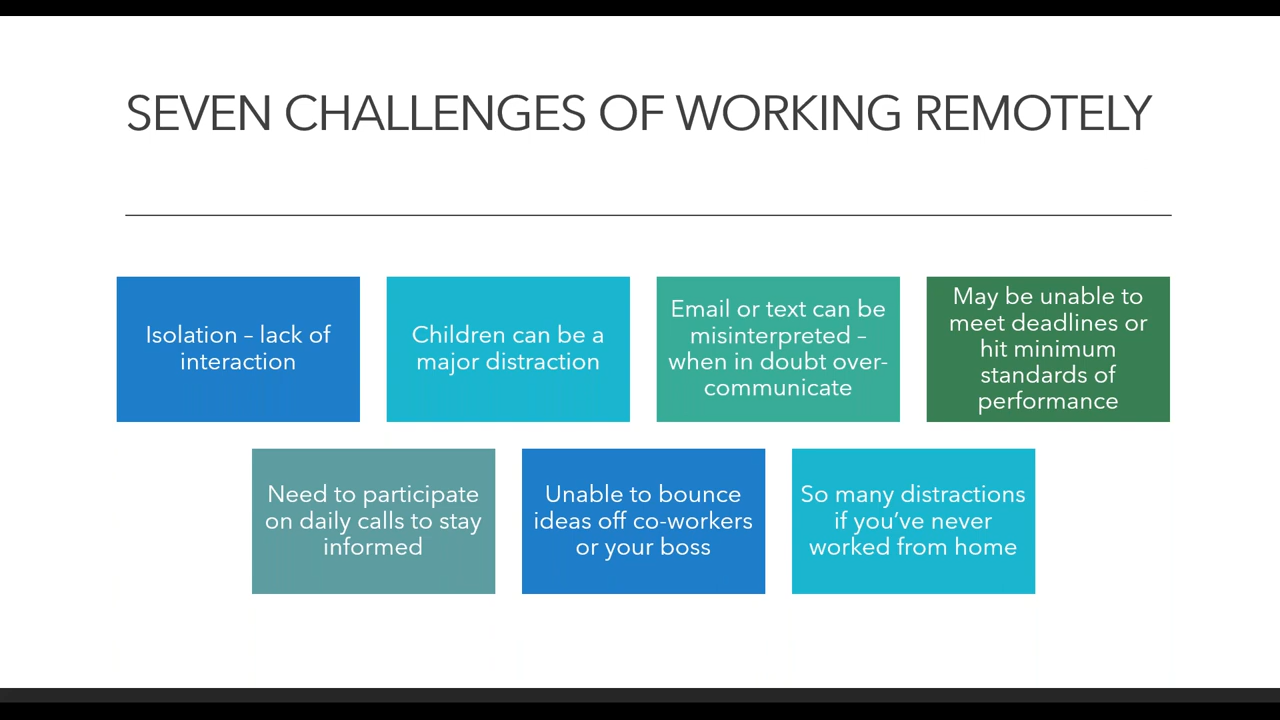 SEVEN CHALLENGES OF WORKING REMOTELY
Isolation – lack of
interaction
Children can be a
major distraction
Email or text can be
misinterpreted –
when in doubt over-
communicate
May be unable to
meet deadlines or
hit minimum
standards of
performance
Need to participate
on daily calls to stay
informed
Unable to bounce
ideas off co-workers
or your boss
So many distractions
if you’ve never
worked from home